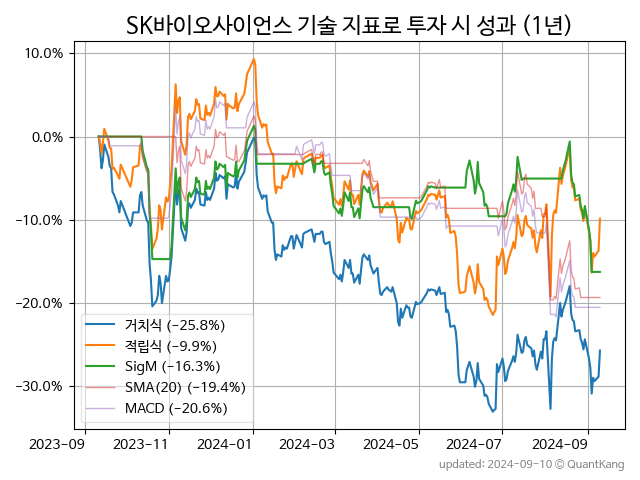 SK바이오사이언스 기술 지표로 투자 시 성과 (1년)
10.0%
0.0%
−10.0%
−20.0%
−30.0%
거치식 (−25.8%)
적립식 (−9.9%)
SigM (−16.3%)
SMA(20) (−19.4%)
MACD (−20.6%)
2023-09 2023-11 2024-01 2024-03 2024-05 2024-07 2024-09
updated: 2024-09-10 © QuantKang